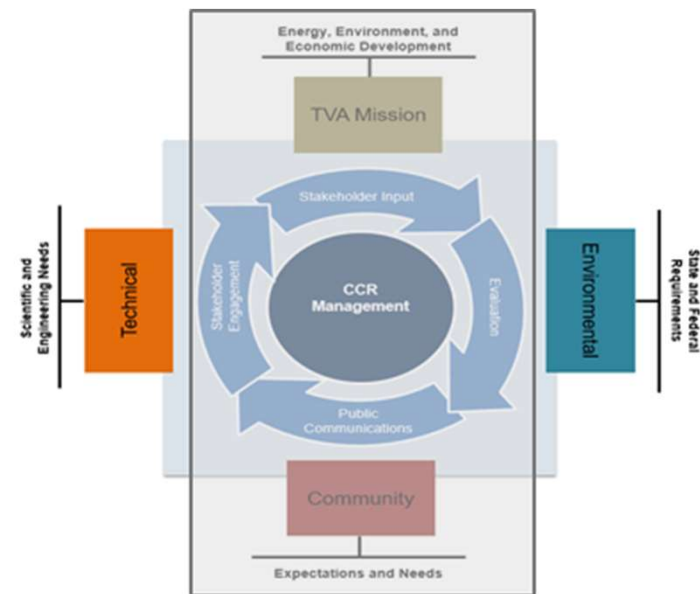 Energy, Environment, and
Economic Development
TVA Mission
Stakeholder Input
Scientific and
Engineering Needs
Technical
Stakeholder
Engagement
CCR
Management
Evaluation
Environmental
State and Federal
Requirements
Public
Communications
Community
Expectations and Needs